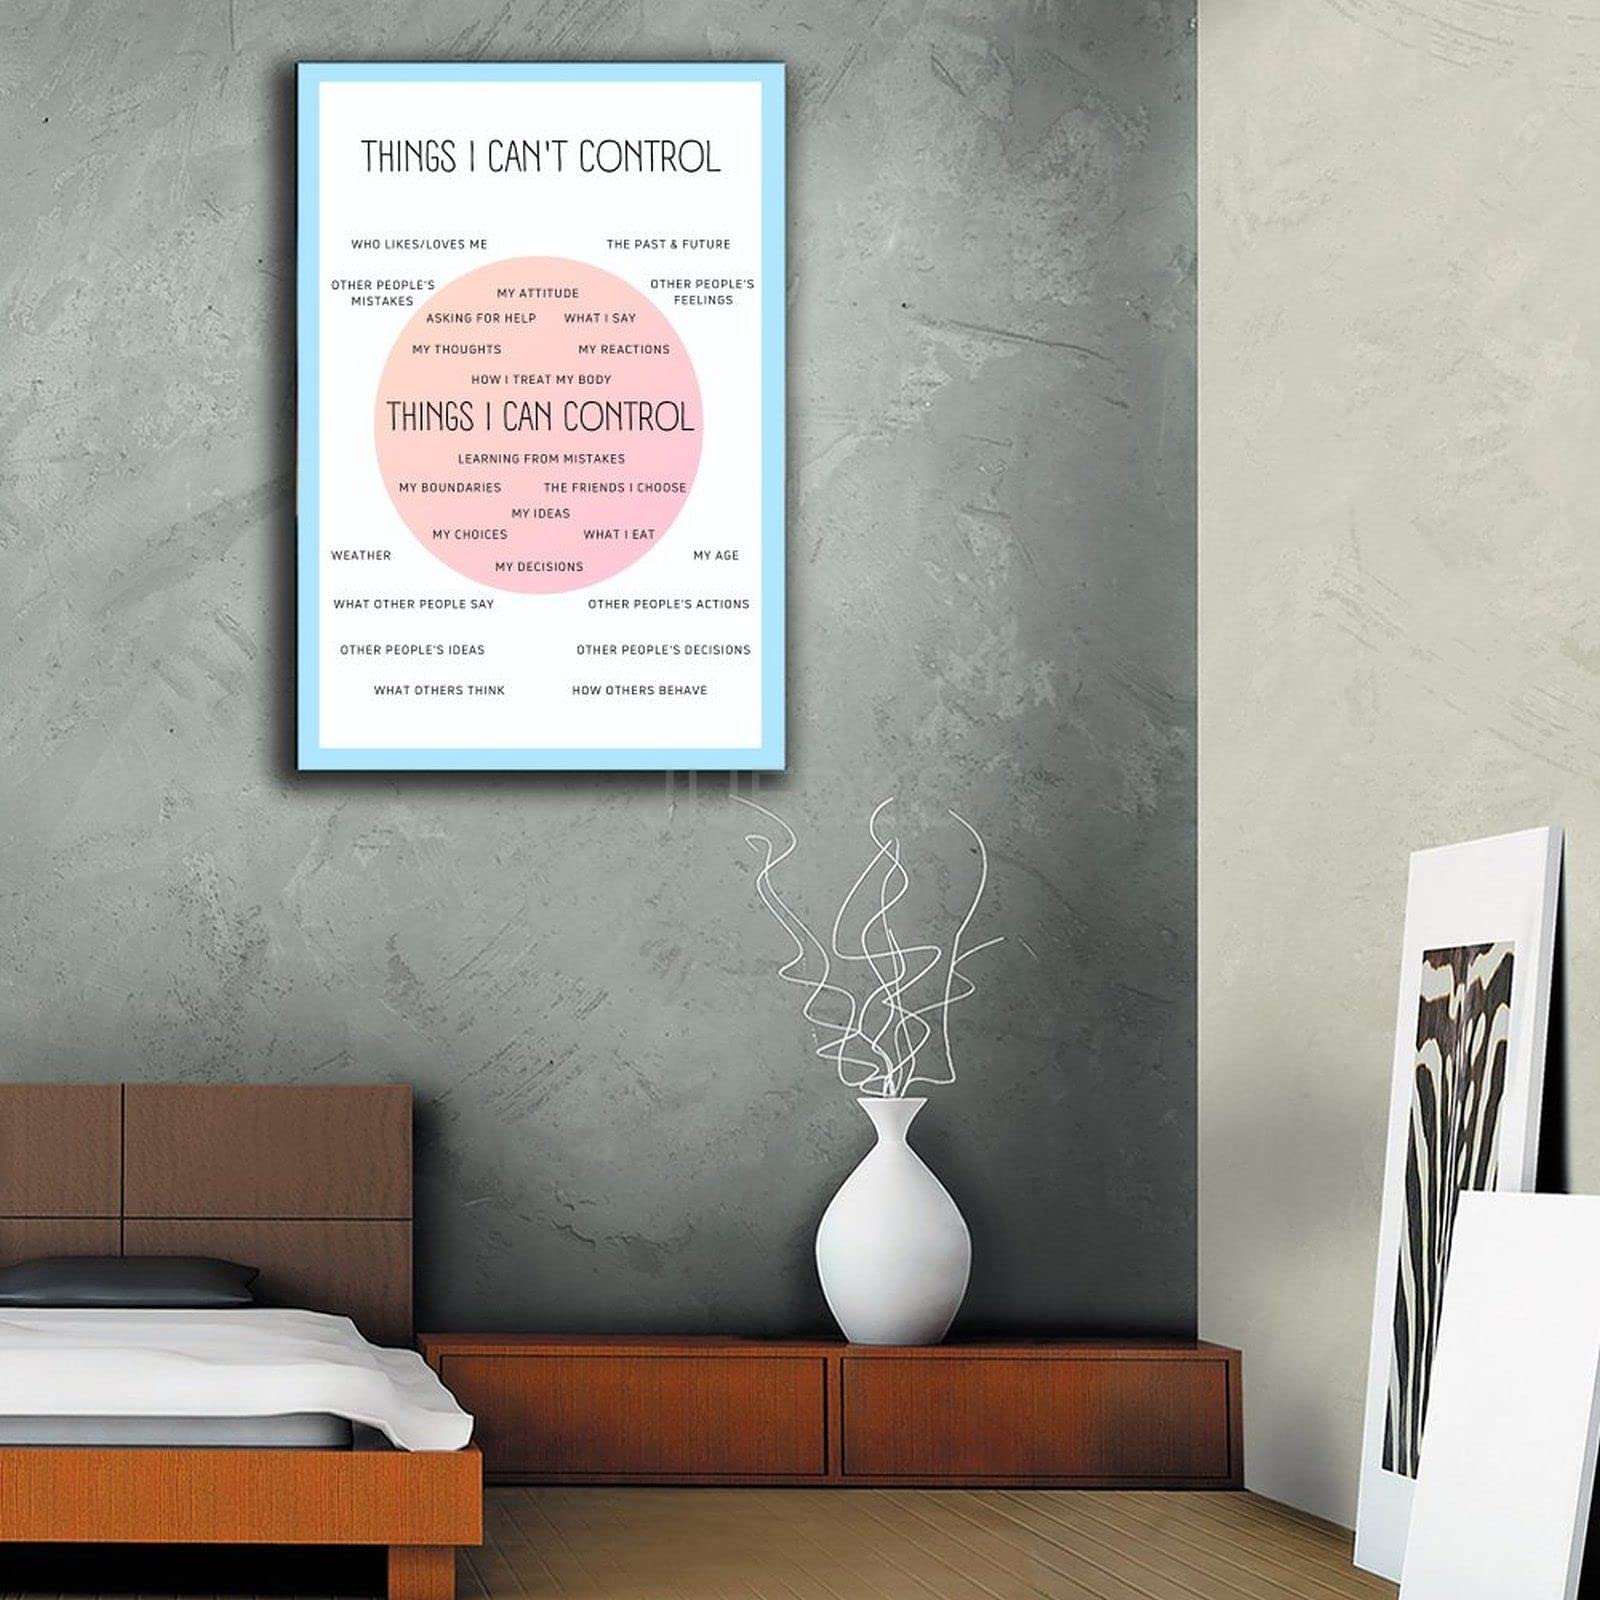 THINGS I CAN'T CONTROL
WHO LIKES/LOVES ME
THE PAST & FUTURE
OTHER PEOPLE'S
MISTAKES
OTHER PEOPLE'S
FEELINGS
MY ATTITUDE
ASKING FOR HELP
WHAT I SAY
MY THOUGHTS
MY REACTIONS
HOW I TREAT MY BODY
THINGS I CAN CONTROL
LEARNING FROM MISTAKES
MY BOUNDARIES
THE FRIENDS I CHOOSE
MY IDEAS
MY CHOICES
WHAT I EAT
WEATHER
MY AGE
MY DECISIONS
WHAT OTHER PEOPLE SAY
OTHER PEOPLE'S ACTIONS
OTHER PEOPLE'S IDEAS
OTHER PEOPLE'S DECISIONS
WHAT OTHERS THINK
HOW OTHERS BEHAVE